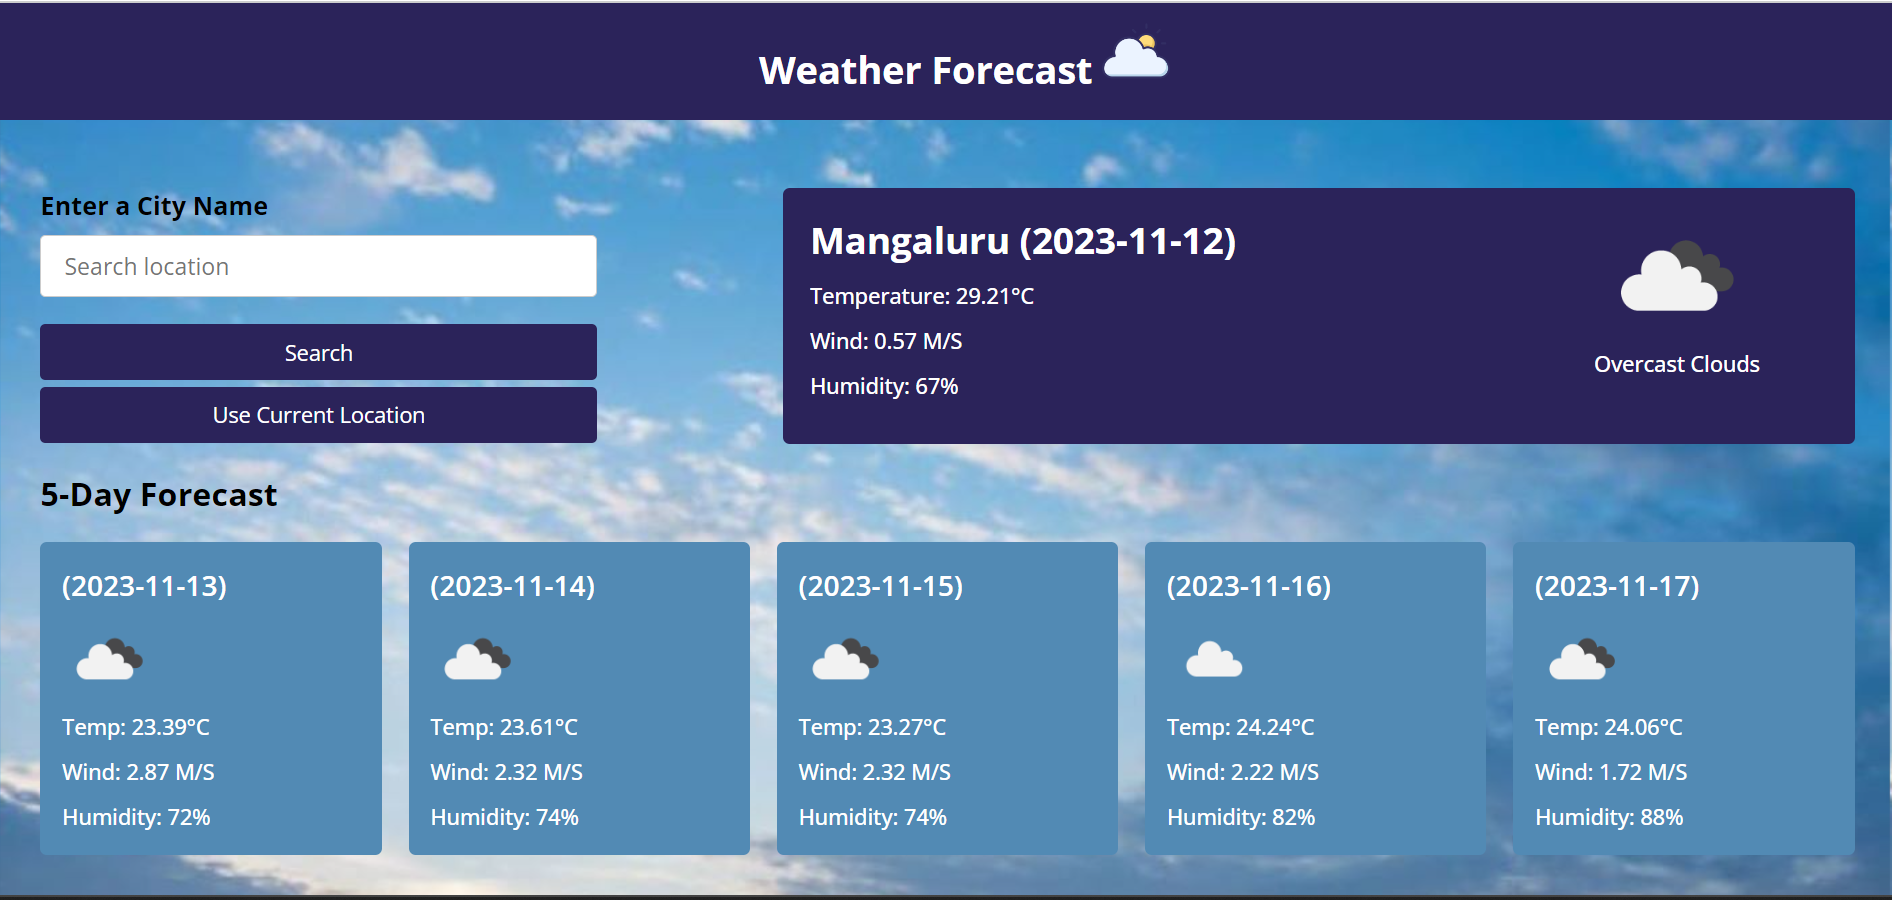 Weather Forecast
Enter a City Name
Search location
Search
Use Current Location
Mangaluru (2023-11-12)
Temperature: 29.21°C
Wind: 0.57 M/S
Humidity: 67%
Overcast Clouds
5-Day Forecast
(2023-11-13)
Temp: 23.39°C
Wind: 2.87 M/S
Humidity: 72%
(2023-11-14)
Temp: 23.61°C
Wind: 2.32 M/S
Humidity: 74%
(2023-11-15)
Temp: 23.27°C
Wind: 2.32 M/S
Humidity: 74%
(2023-11-16)
Temp: 24.24°C
Wind: 2.22 M/S
Humidity: 82%
(2023-11-17)
Temp: 24.06°C
Wind: 1.72 M/S
Humidity: 88%